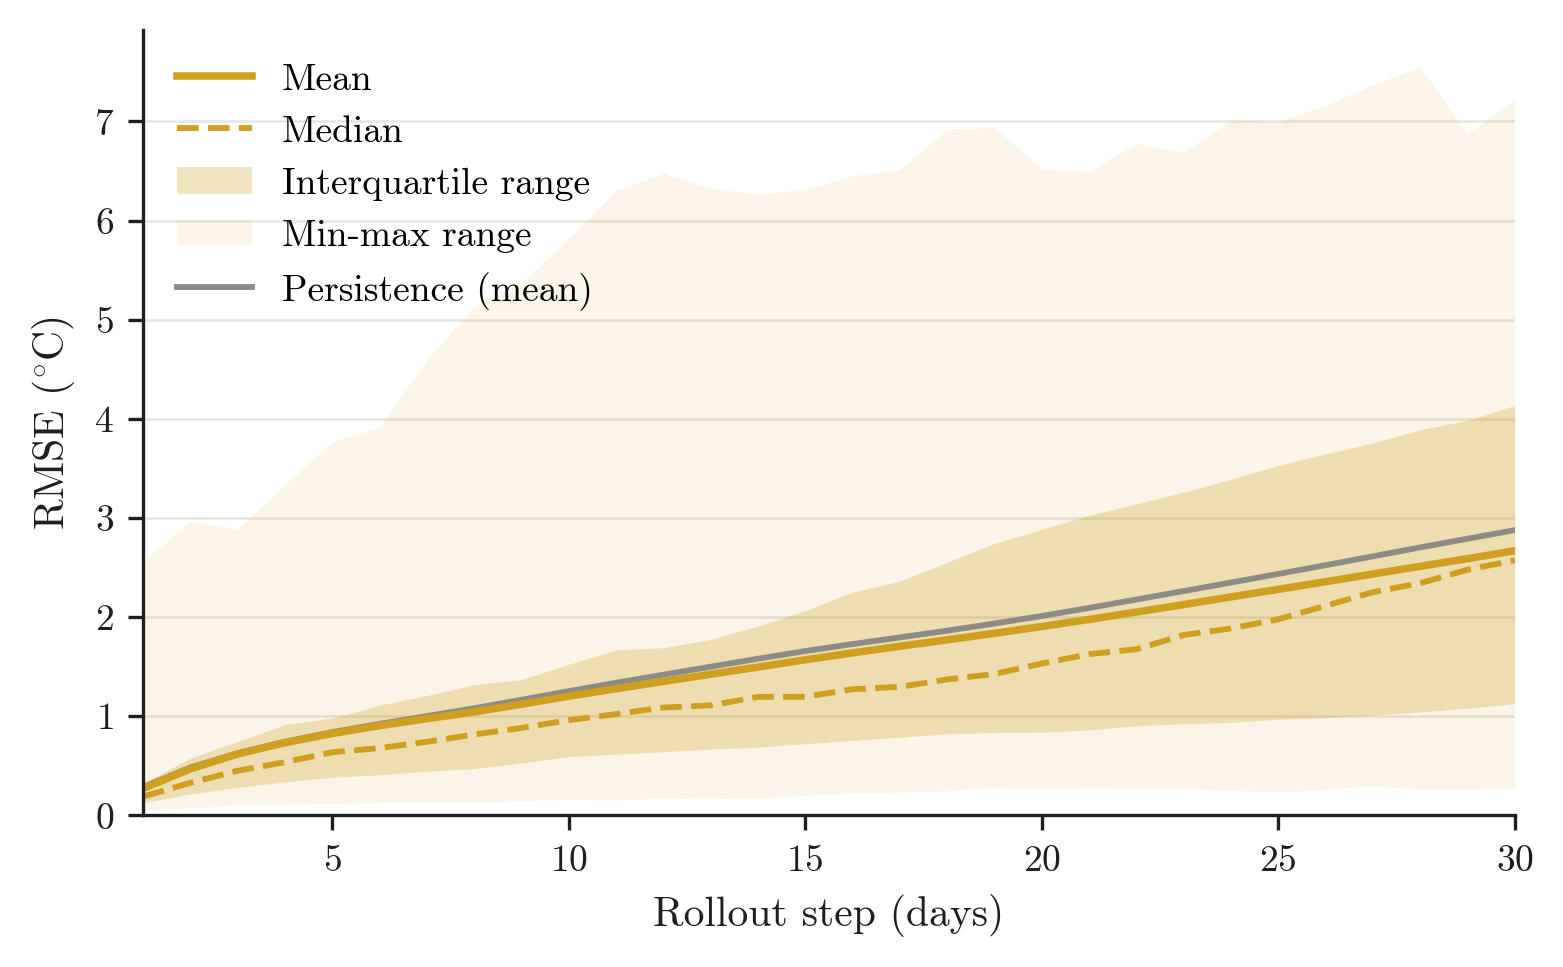 Mean
Median
Interquartile range
Min-max range
Persistence (mean)
RMSE (°C)
7
6
5
4
3
2
1
0
5
10
15
20
25
30
Rollout step (days)